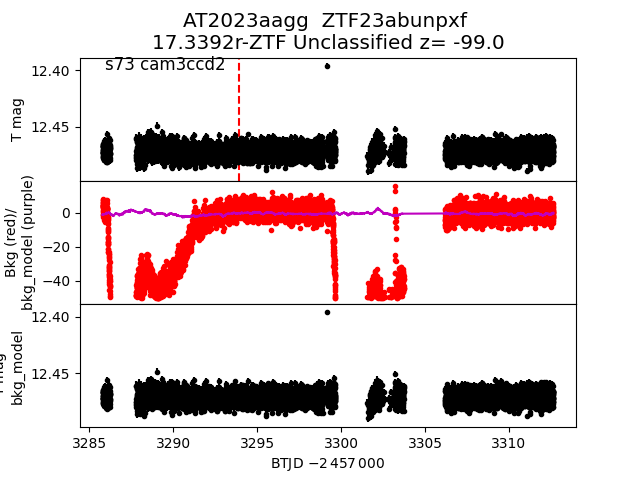 AT2023aagg  ZTF23abunpxf
17.3392r-ZTF Unclassified z= -99.0
s73 cam3ccd2
T mag
12.40
12.45
Bkg (red)/
bkg_model (purple)
0
−20
−40
bkg_model
12.40
12.45
3285
3290
3295
3300
3305
3310
BTJD −2 457 000